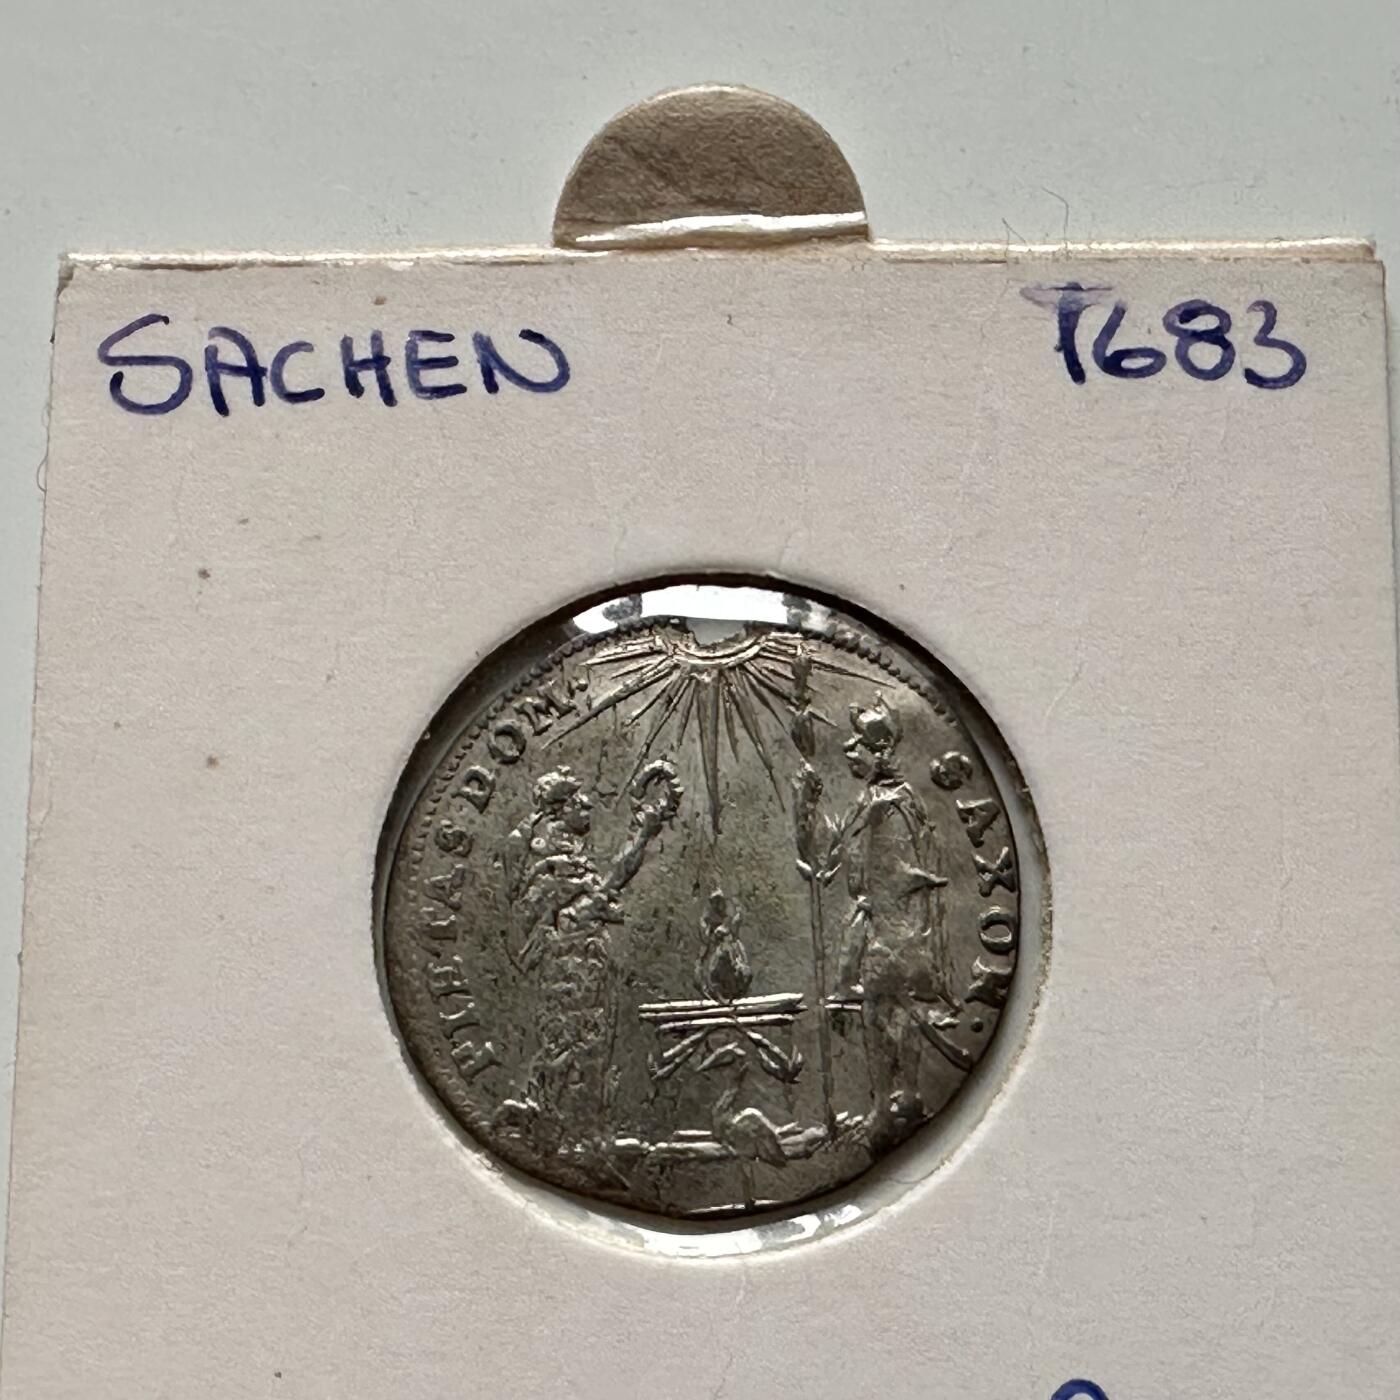 SACHEN 1683
PIETAS DOM. SAXON.